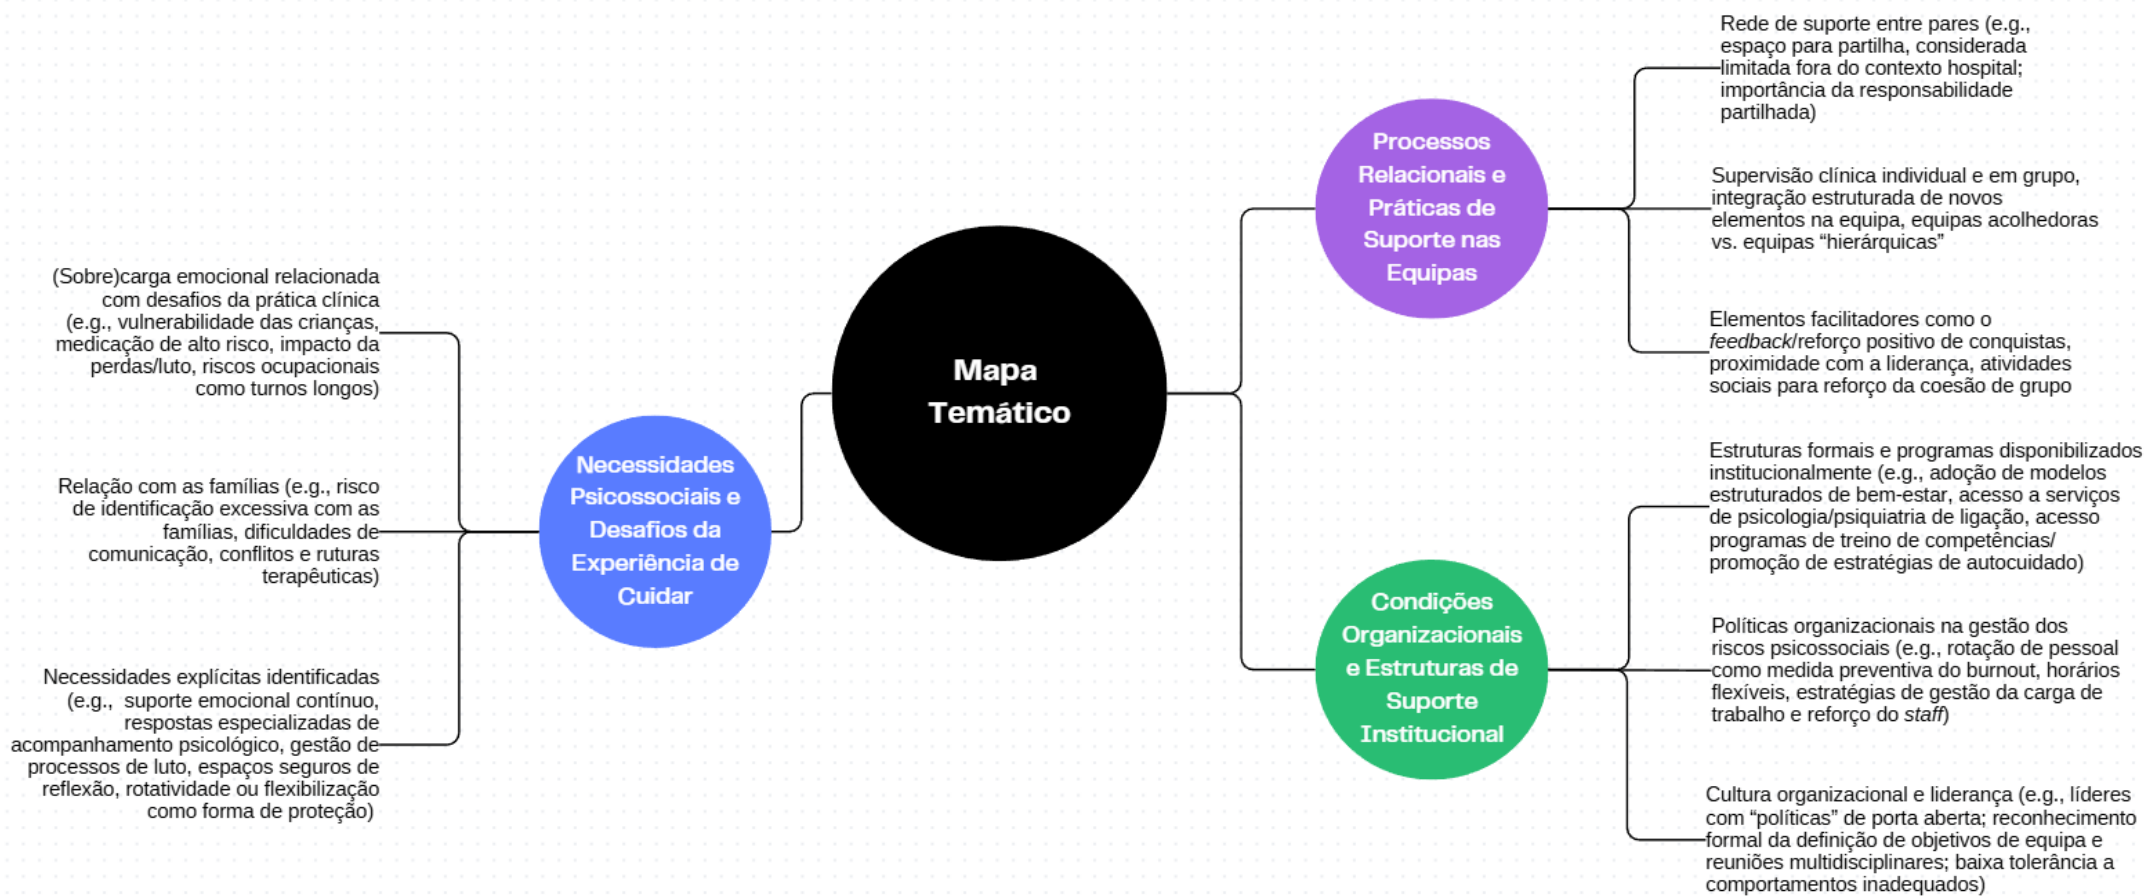 Mapa
Temático
Necessidades
Psicossociais e
Desafios da
Experiência de
Cuidar
(Sobre)carga emocional relacionada
com desafios da prática clínica
(e.g., vulnerabilidade das crianças,
medicação de alto risco, impacto da
perdas/luto, riscos ocupacionais
como turnos longos)
Relação com as famílias (e.g., risco
de identificação excessiva com as
famílias, dificuldades de
comunicação, conflitos e ruturas
terapêuticas)
Necessidades explícitas identificadas
(e.g.,  suporte emocional contínuo,
respostas especializadas de
acompanhamento psicológico, gestão de
processos de luto, espaços seguros de
reflexão, rotatividade ou flexibilização
como forma de proteção)
Processos
Relacionais e
Práticas de
Suporte nas
Equipas
Rede de suporte entre pares (e.g.,
espaço para partilha, considerada
limitada fora do contexto hospital;
importância da responsabilidade
partilhada)
Supervisão clínica individual e em grupo,
integração estruturada de novos
elementos na equipa, equipas acolhedoras
vs. equipas “hierárquicas”
Elementos facilitadores como o
feedback/reforço positivo de conquistas,
proximidade com a liderança, atividades
sociais para reforço da coesão de grupo
Condições
Organizacionais
e Estruturas de
Suporte
Institucional
Estruturas formais e programas disponibilizados
institucionalmente (e.g., adoção de modelos
estruturados de bem-estar, acesso a serviços
de psicologia/psiquiatria de ligação, acesso
programas de treino de competências/
promoção de estratégias de autocuidado)
Políticas organizacionais na gestão dos
riscos psicossociais (e.g., rotação de pessoal
como medida preventiva do burnout, horários
flexíveis, estratégias de gestão da carga de
trabalho e reforço do staff)
Cultura organizacional e liderança (e.g., líderes
com “políticas” de porta aberta; reconhecimento
formal da definição de objetivos de equipa e
reuniões multidisciplinares; baixa tolerância a
comportamentos inadequados)